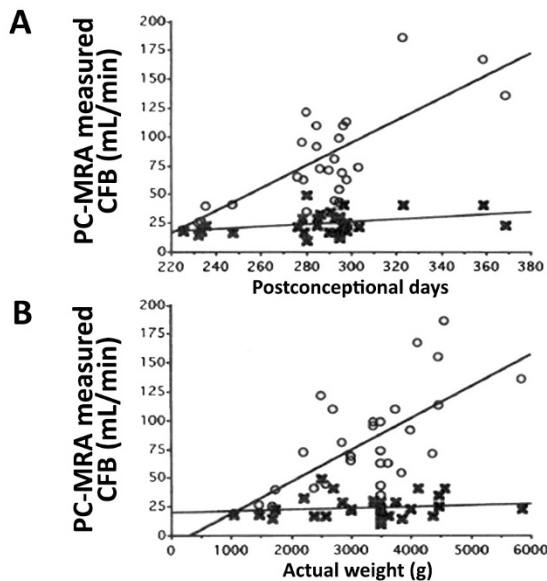 A
PC-MRA measured
CFB (mL/min)
200
175
150
125
100
75
50
25
0
220 240 260 280 300 320 340 360 380
Postconceptional days
B
PC-MRA measured
CFB (mL/min)
200
175
150
125
100
75
50
25
0
0 1000 2000 3000 4000 5000 6000
Actual weight (g)